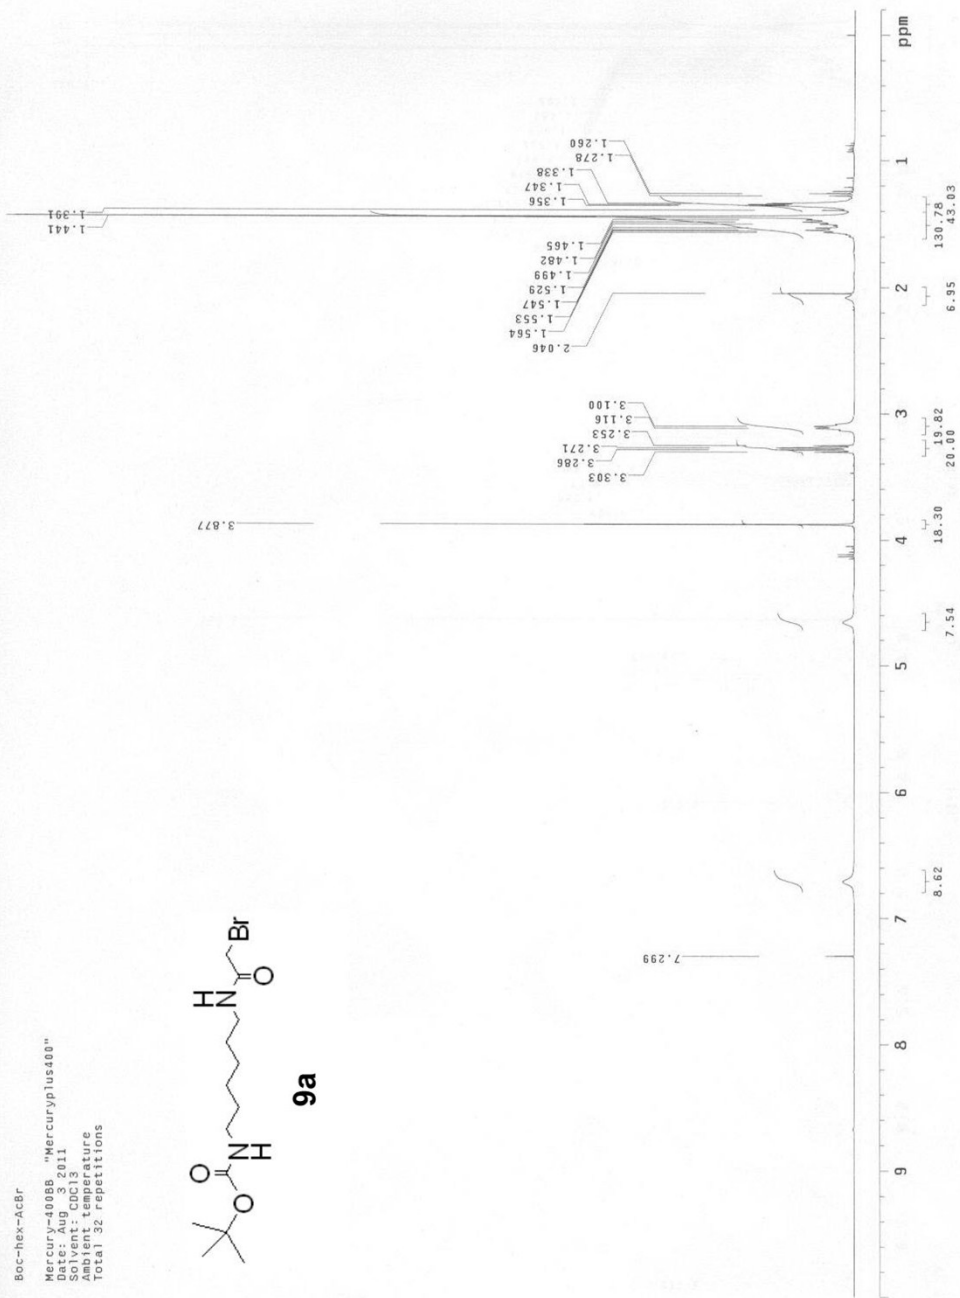 Boc-hex-AcBr
Mercury-400BB "Mercuryplus400"
Date: Aug 3 2011
Solvent: CDCl3
Ambient temperature
Total 32 repetitions
O
O
N
H
H
N
O
Br
9a
7.299
3.877
3.303
3.286
3.271
3.253
3.116
3.100
2.046
1.564
1.553
1.547
1.529
1.499
1.482
1.465
1.441
1.391
1.356
1.347
1.338
1.278
1.260
9
8
7
6
5
4
3
2
1
ppm
8.62
7.54
18.30
20.00
19.82
6.95
130.78
43.03